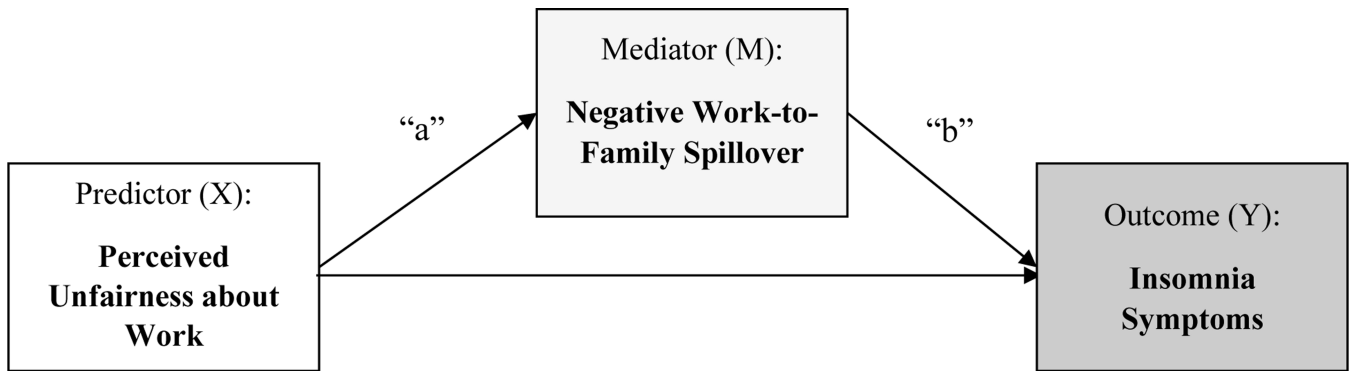 Mediator (M):
Negative Work-to-
Family Spillover
“a”
“b”
Predictor (X):
Perceived
Unfairness about
Work
Outcome (Y):
Insomnia
Symptoms